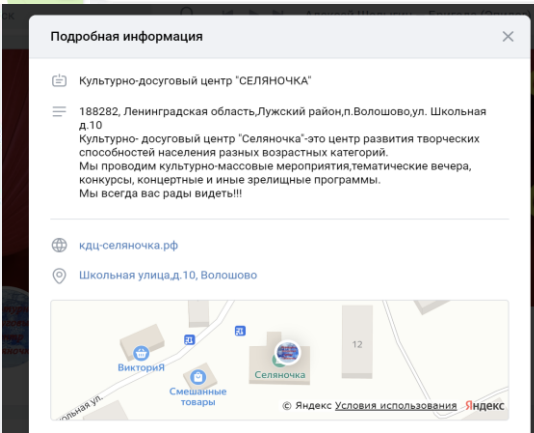 Подробная информация
Культурно-досуговый центр "СЕЛЯНОЧКА"
188282, Ленинградская область,Лужский район,п.Волошово,ул. Школьная
д.10
Культурно- досуговый центр "Селяночка"-это центр развития творческих
способностей населения разных возрастных категорий.
Мы проводим культурно-массовые мероприятия,тематические вечера,
конкурсы, концертные и иные зрелищные программы.
Мы всегда вас рады видеть!!!
кдц-селяночка.рф
Школьная улица,д.10, Волошово
12
ВикториЯ
Селяночка
Смешанные
товары
ольная ул.
© Яндекс Условия использования Яндекс